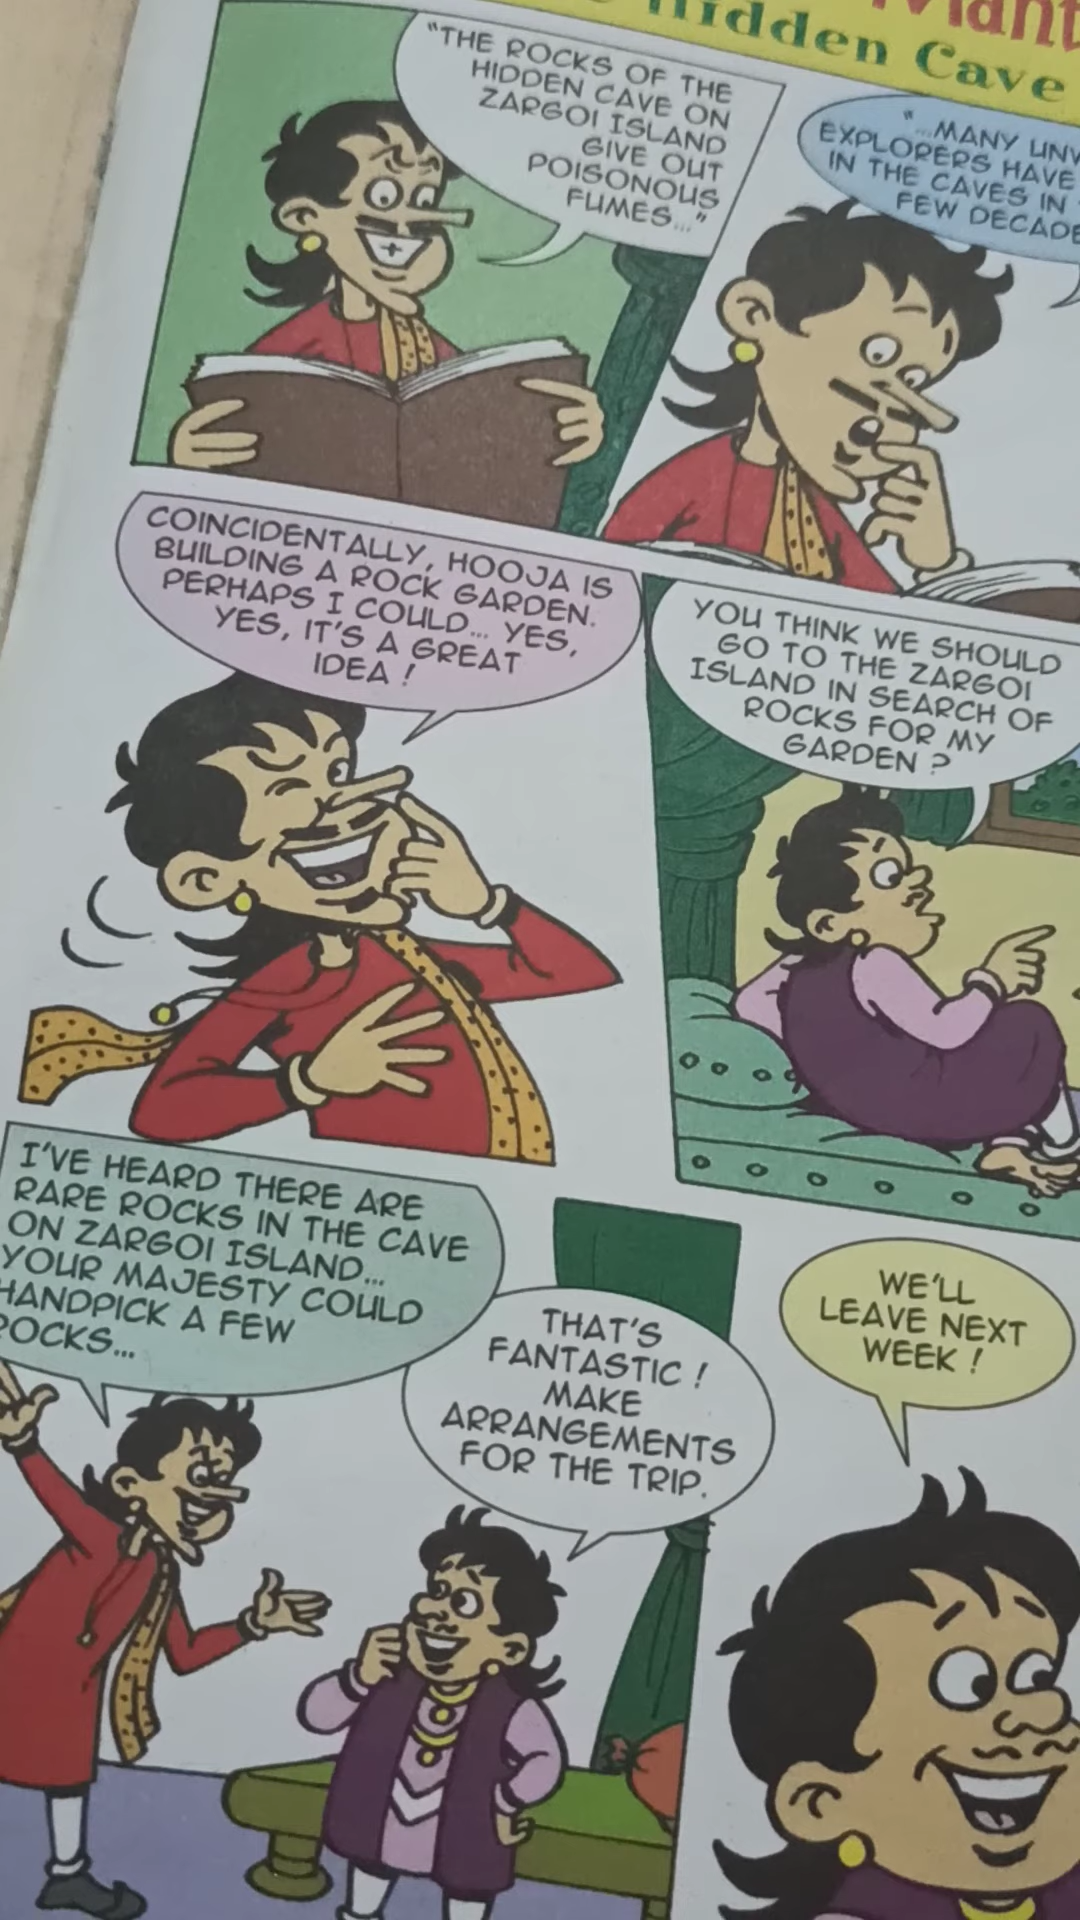 Hidden Cave
"THE ROCKS OF THE
HIDDEN CAVE ON
ZARGOI ISLAND
GIVE OUT
POISONOUS
FUMES..."
"...MANY
EXPLORERS HAVE
IN THE CAVES IN
FEW
COINCIDENTALLY, HOOJA IS
BUILDING A ROCK GARDEN.
PERHAPS I COULD... YES,
YES, IT'S A GREAT
IDEA !
YOU THINK WE SHOULD
GO TO THE ZARGOI
ISLAND IN SEARCH OF
ROCKS FOR MY
GARDEN ?
I'VE HEARD THERE ARE
RARE ROCKS IN THE CAVE
ON ZARGOI ISLAND...
YOUR MAJESTY COULD
HANDPICK A FEW
ROCKS...
THAT'S
FANTASTIC !
MAKE
ARRANGEMENTS
FOR THE TRIP.
WE'LL
LEAVE NEXT
WEEK !